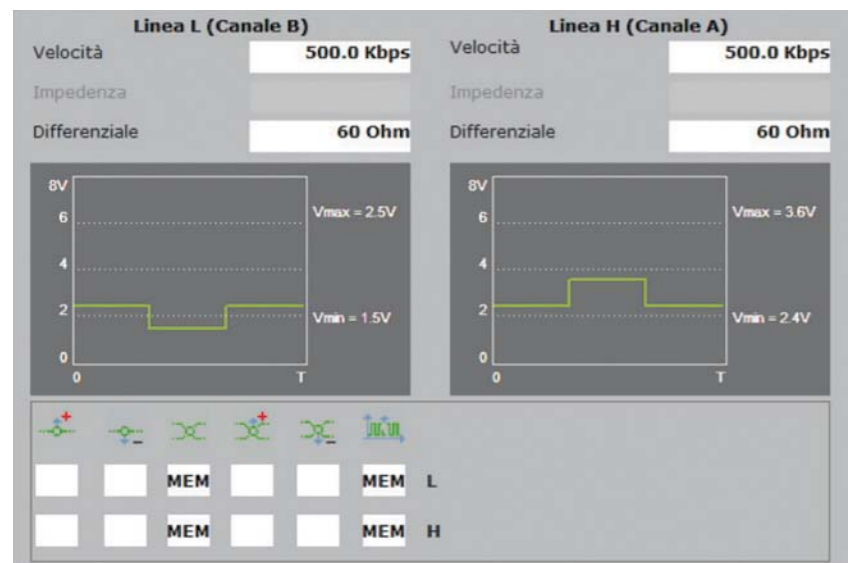 Linea L (Canale B)
Velocità 500.0 Kbps
Impedenza
Differenziale 60 Ohm
8V
6
4
2
0
0 T
Vmax = 2.5V
Vmin = 1.5V
Linea H (Canale A)
Velocità 500.0 Kbps
Impedenza
Differenziale 60 Ohm
8V
6
4
2
0
0 T
Vmax = 3.6V
Vmin = 2.4V
MEM MEM L
MEM MEM H